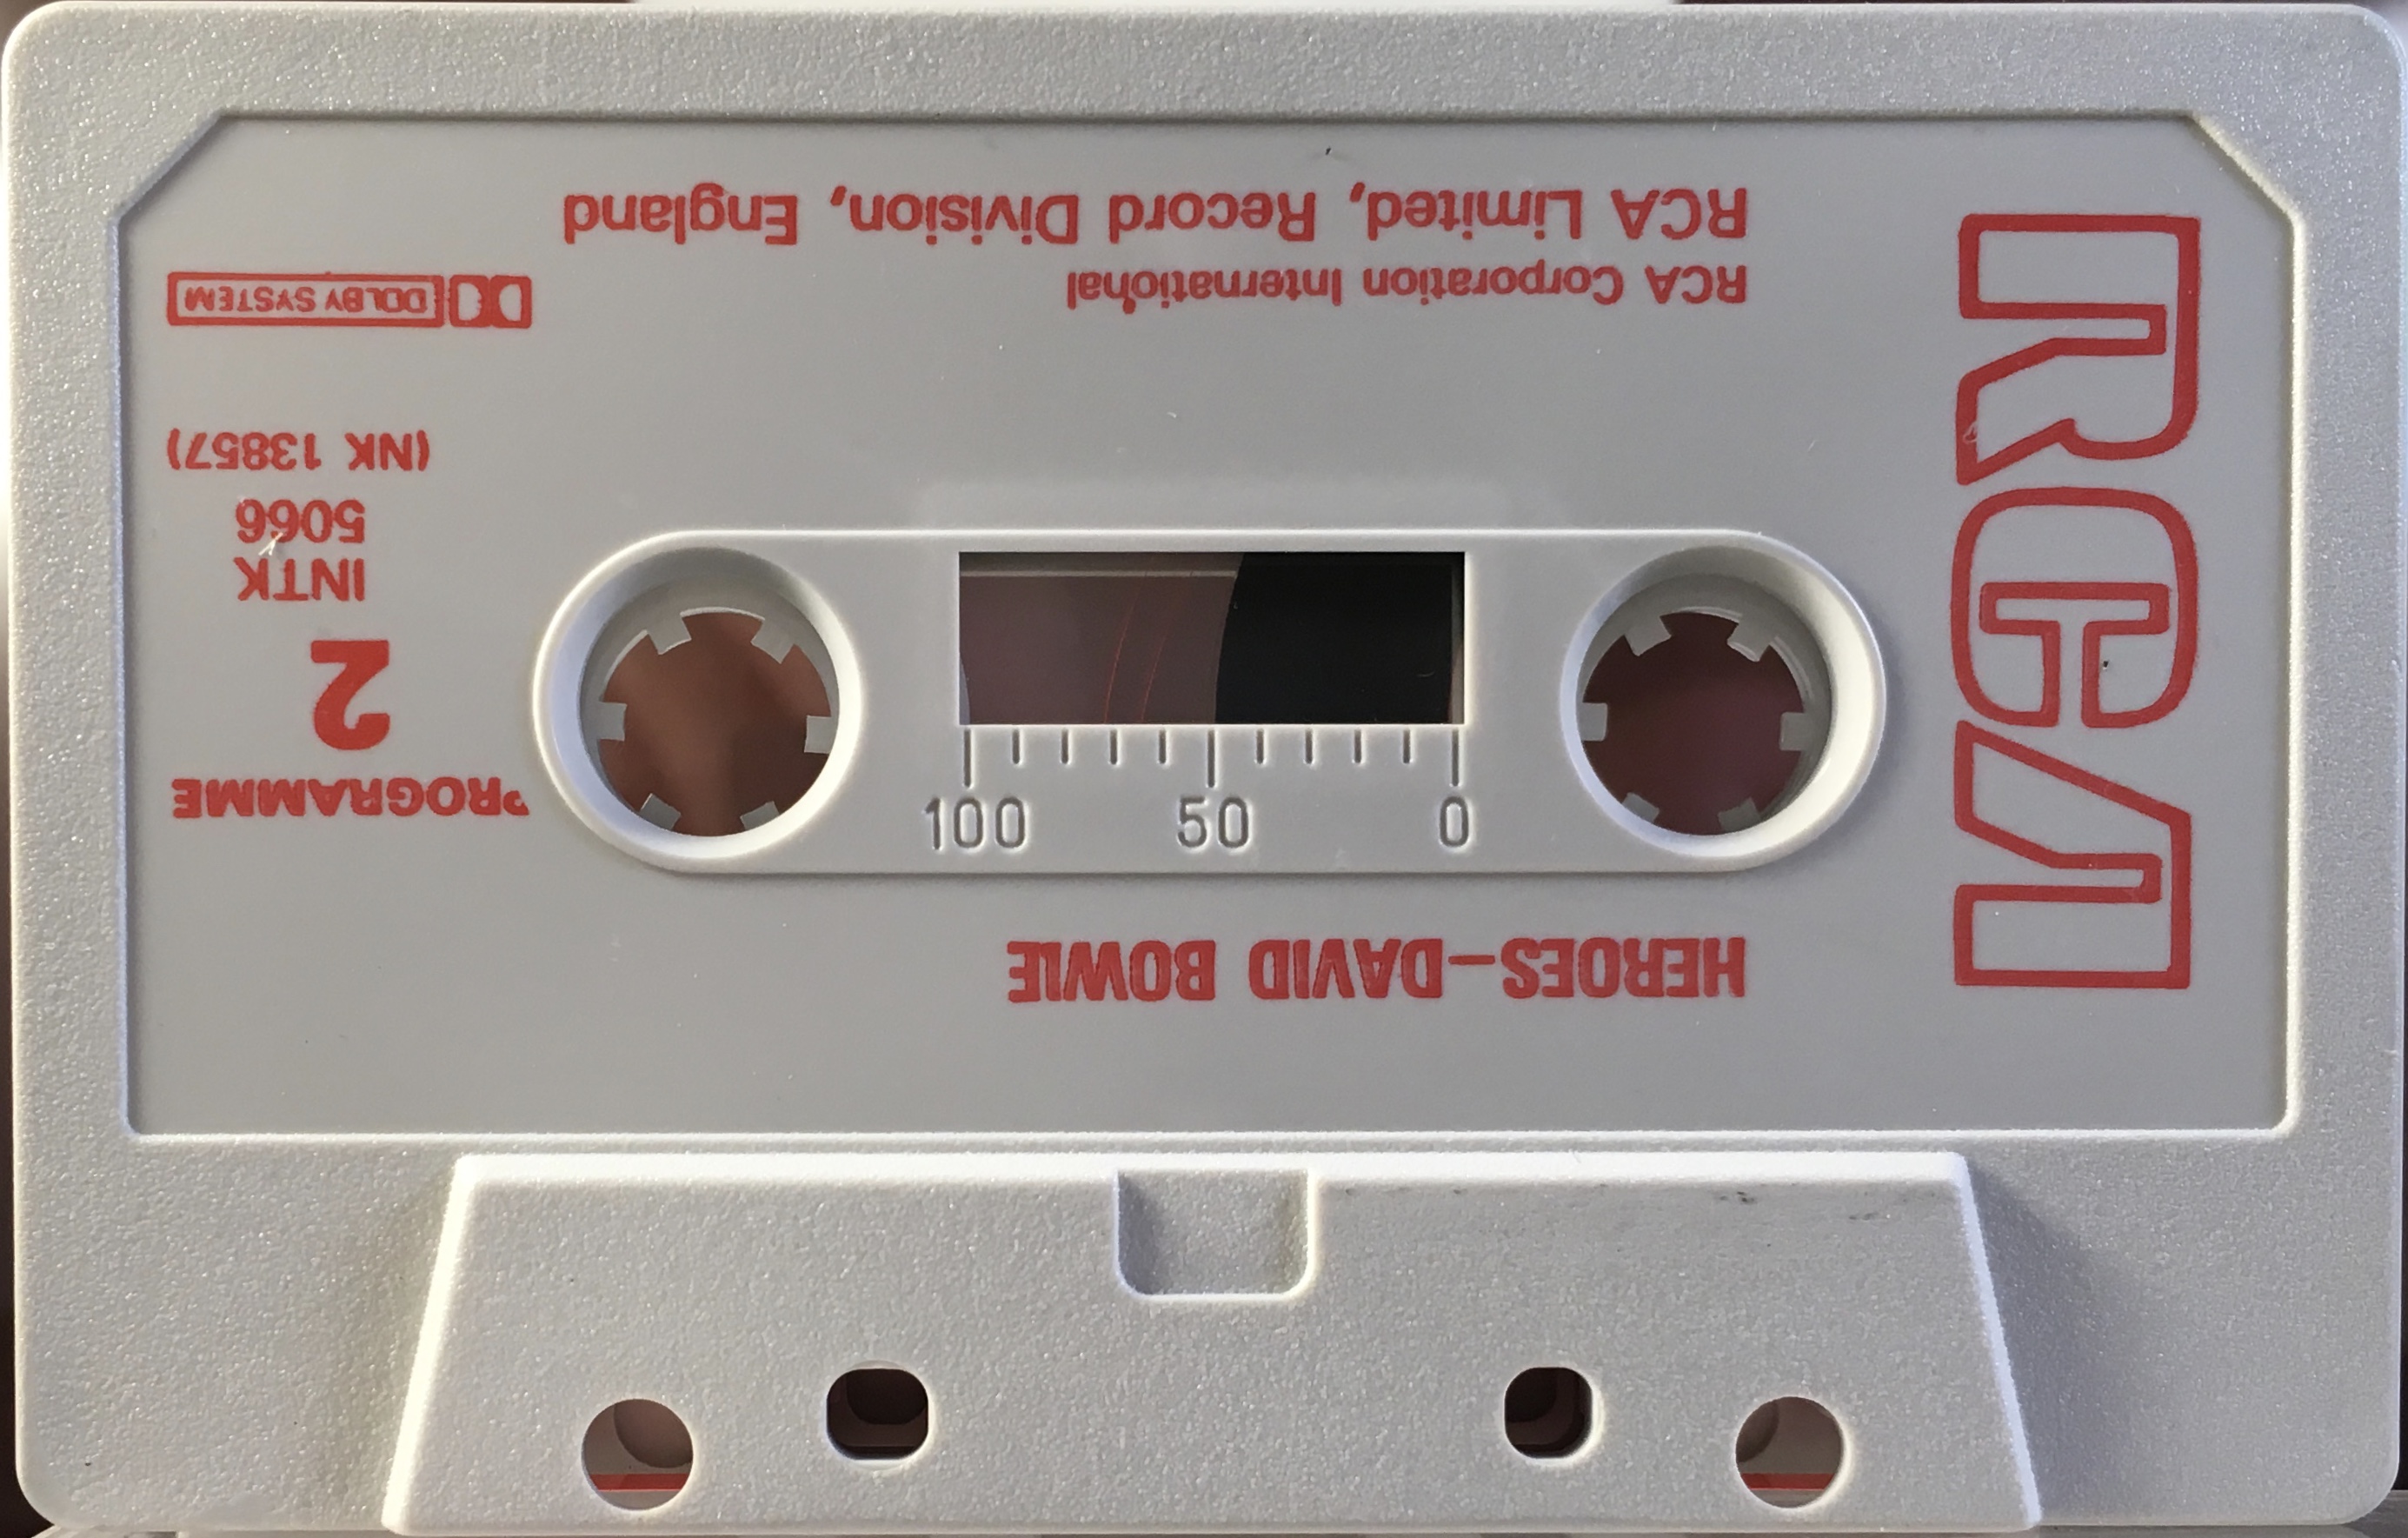 HEROES—DAVID BOWIE
PROGRAMME
2
INTK
5066
(NK 13857)
DOLBY SYSTEM
RCA Corporation International
RCA Limited, Record Division, England
RCA
100 50 0